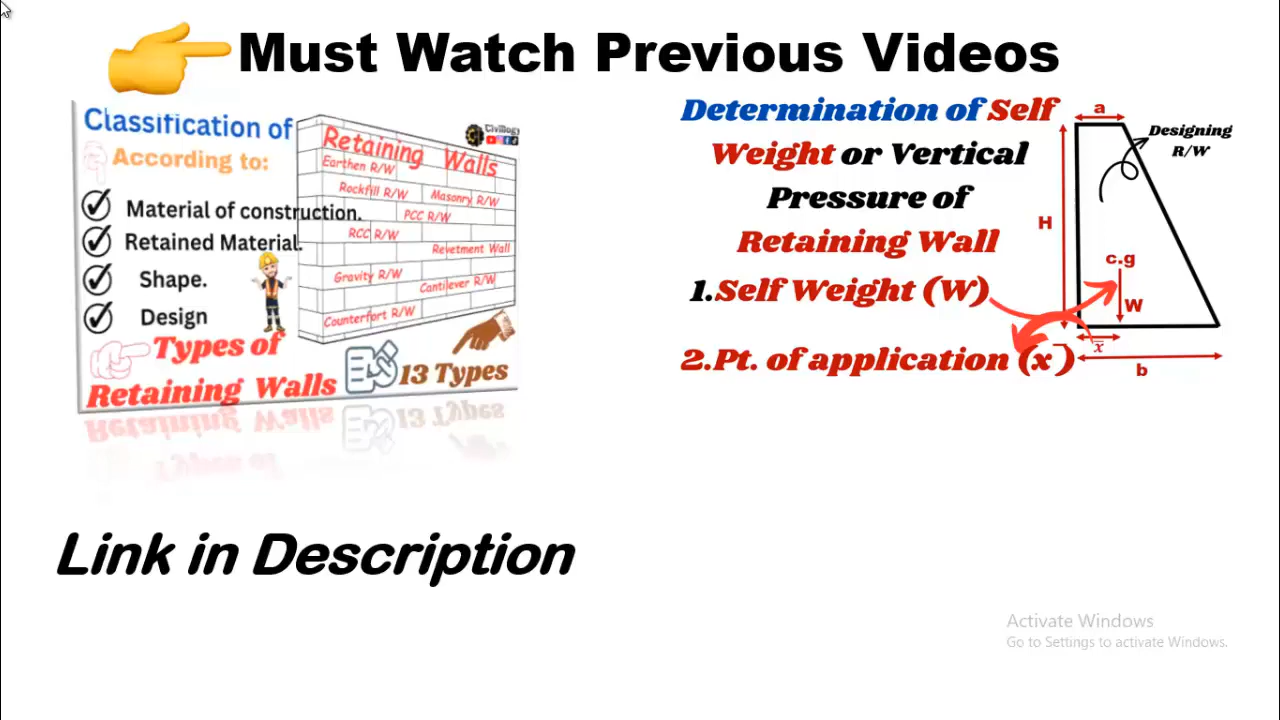 Must Watch Previous Videos
Classification of
According to:
Material of construction.
Retained Material.
Shape.
Design
Types of
Retaining Walls
13 Types
Civillogy
Retaining Walls
Earthen R/W
Rockfill R/W
Masonry R/W
PCC R/W
RCC R/W
Revetment Wall
Gravity R/W
Cantilever R/W
Counterfort R/W
Determination of Self
Weight or Vertical
Pressure of
Retaining Wall
1.Self Weight (W)
2.Pt. of application (x̄)
a
Designing
R/W
H
c.g
W
x̄
b
Link in Description
Activate Windows
Go to Settings to activate Windows.